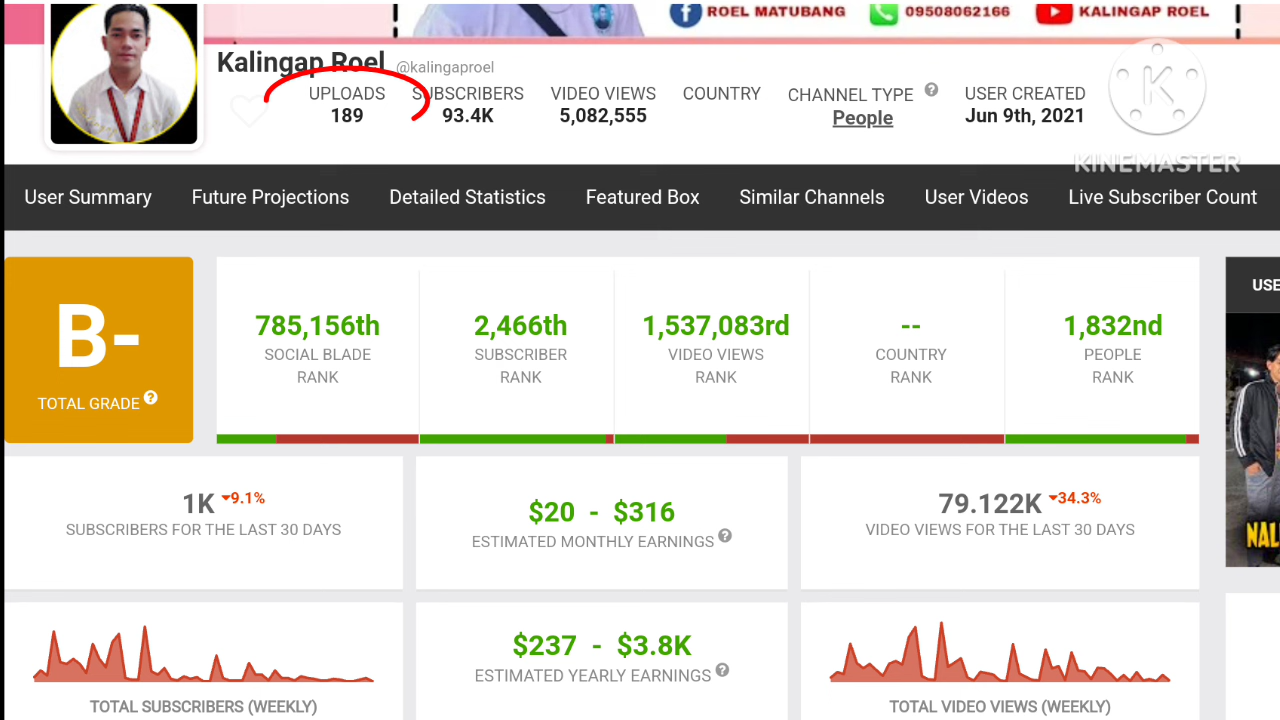 ROEL MATUBANG 09508062166 KALINGAP ROEL
Kalingap Roel @kalingaproel
UPLOADS SUBSCRIBERS VIDEO VIEWS COUNTRY CHANNEL TYPE ? USER CREATED
189 93.4K 5,082,555 People Jun 9th, 2021
K
KINEMASTER
User Summary Future Projections Detailed Statistics Featured Box Similar Channels User Videos Live Subscriber Count
USE
B-
TOTAL GRADE ?
785,156th 2,466th 1,537,083rd -- 1,832nd
SOCIAL BLADE SUBSCRIBER VIDEO VIEWS COUNTRY PEOPLE
RANK RANK RANK RANK RANK
1K 9.1%
SUBSCRIBERS FOR THE LAST 30 DAYS
$20 - $316
ESTIMATED MONTHLY EARNINGS ?
79.122K 34.3%
VIDEO VIEWS FOR THE LAST 30 DAYS
NAL
TOTAL SUBSCRIBERS (WEEKLY)
$237 - $3.8K
ESTIMATED YEARLY EARNINGS ?
TOTAL VIDEO VIEWS (WEEKLY)